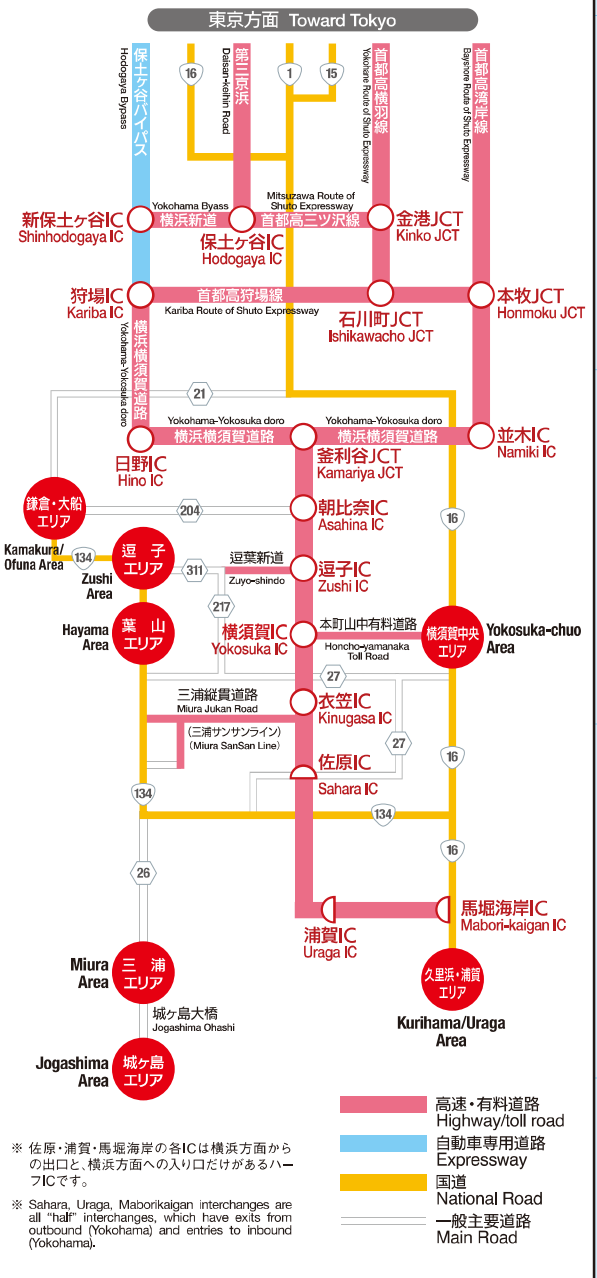 東京方面 Toward Tokyo
保土ヶ谷バイパス
Hodogaya Bypass
16
第三京浜
Daisan-keihin Road
1
15
首都高横羽線
Yokohane Route of Shuto Expressway
首都高湾岸線
Bayshore Route of Shuto Expressway
新保土ヶ谷IC
Shinhodogaya IC
Yokohama Byass
横浜新道
保土ヶ谷IC
Hodogaya IC
Mitsuzawa Route of
Shuto Expressway
首都高三ツ沢線
金港JCT
Kinko JCT
狩場IC
Kariba IC
首都高狩場線
Kariba Route of Shuto Expressway
石川町JCT
Ishikawacho JCT
本牧JCT
Honmoku JCT
横浜横須賀道路
Yokohama-Yokosuka doro
21
Yokohama-Yokosuka doro
横浜横須賀道路
Yokohama-Yokosuka doro
横浜横須賀道路
日野IC
Hino IC
釜利谷JCT
Kamariya JCT
並木IC
Namiki IC
鎌倉・大船
エリア
Kamakura/
Ofuna Area
204
朝比奈IC
Asahina IC
16
134
逗子
エリア
Zushi
Area
311
逗葉新道
Zuyo-shindo
逗子IC
Zushi IC
217
葉山
エリア
Hayama
Area
横須賀IC
Yokosuka IC
本町山中有料道路
Honcho-yamanaka
Toll Road
横須賀中央
エリア
Yokosuka-chuo
Area
27
三浦縦貫道路
Miura Jukan Road
衣笠IC
Kinugasa IC
(三浦サンサンライン)
(Miura SanSan Line)
27
16
佐原IC
Sahara IC
134
134
16
26
浦賀IC
Uraga IC
馬堀海岸IC
Mabori-kaigan IC
Miura
Area
三浦
エリア
久里浜・浦賀
エリア
Kurihama/Uraga
Area
城ヶ島大橋
Jogashima Ohashi
Jogashima
Area
城ヶ島
エリア
高速・有料道路
Highway/toll road
自動車専用道路
Expressway
国道
National Road
一般主要道路
Main Road
※ 佐原・浦賀・馬堀海岸の各ICは横浜方面から
の出口と、横浜方面への入り口だけがあるハー
フICです。
※ Sahara, Uraga, Maborikaigan interchanges are
all "half" interchanges, which have exits from
outbound (Yokohama) and entries to inbound
(Yokohama).